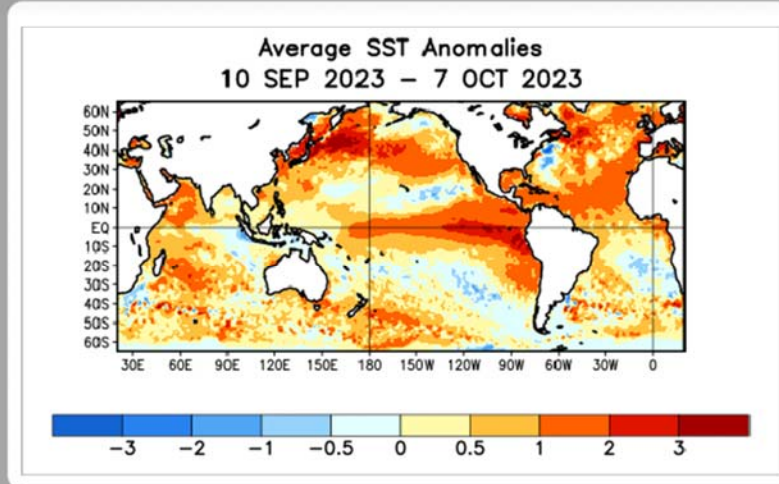 Average SST Anomalies
10 SEP 2023 – 7 OCT 2023
60N
50N
40N
30N
20N
10N
EQ
10S
20S
30S
40S
50S
60S
30E 60E 90E 120E 150E 180 150W 120W 90W 60W 30W 0
-3 -2 -1 -0.5 0 0.5 1 2 3